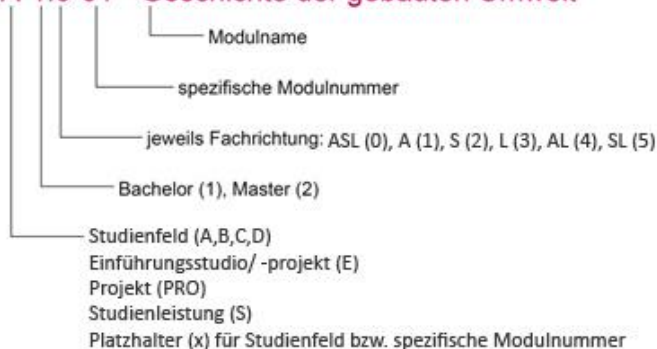 Geschichte der gebauten Umwelt
Modulname
spezifische Modulnummer
jeweils Fachrichtung: ASL (0), A (1), S (2), L (3), AL (4), SL (5)
Bachelor (1), Master (2)
Studienfeld (A,B,C,D)
Einführungsstudio/ -projekt (E)
Projekt (PRO)
Studienleistung (S)
Platzhalter (x) für Studienfeld bzw. spezifische Modulnummer